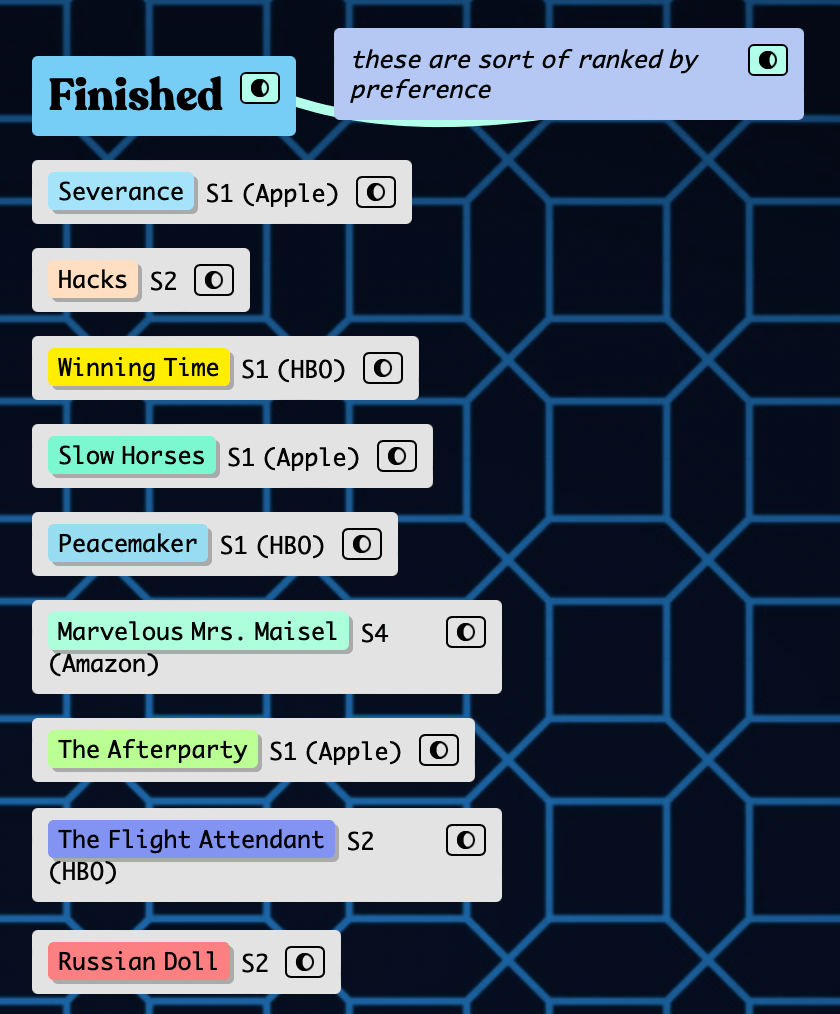 Finished
these are sort of ranked by
preference
Severance S1 (Apple)
Hacks S2
Winning Time S1 (HBO)
Slow Horses S1 (Apple)
Peacemaker S1 (HBO)
Marvelous Mrs. Maisel S4
(Amazon)
The Afterparty S1 (Apple)
The Flight Attendant S2
(HBO)
Russian Doll S2